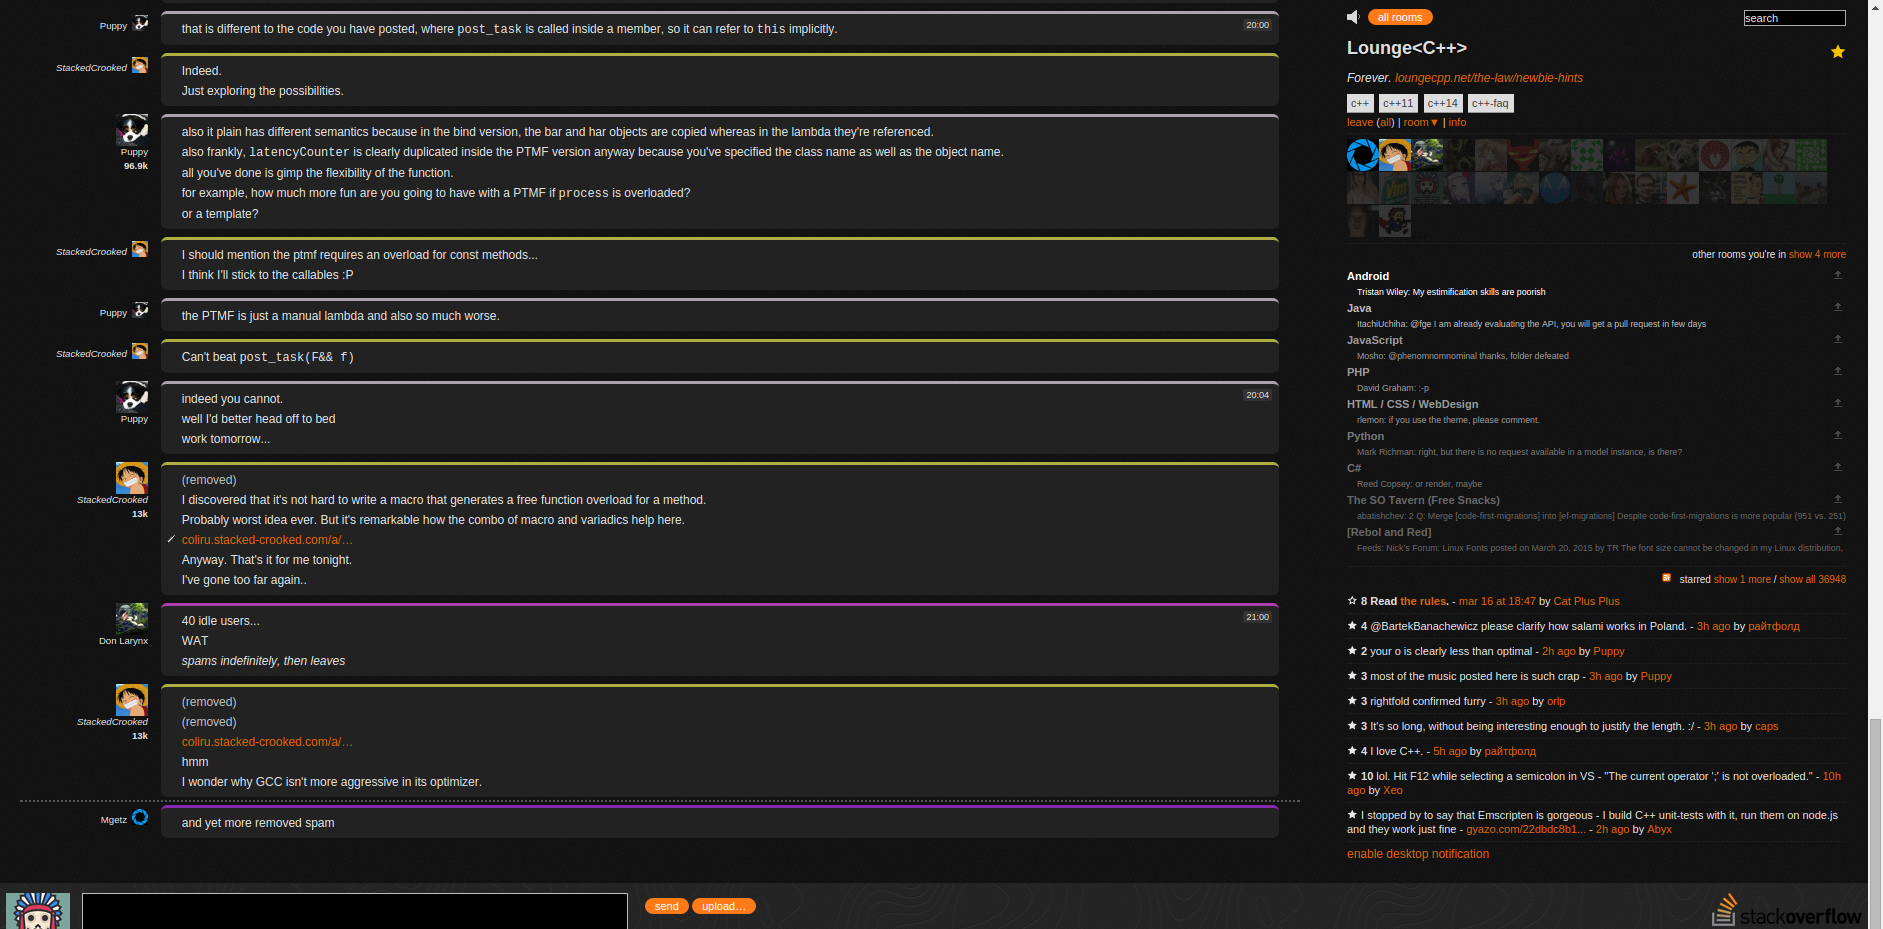 Puppy
that is different to the code you have posted, where post_task is called inside a member, so it can refer to this implicitly.
20:00
StackedCrooked
Indeed.
Just exploring the possibilities.
Puppy
96.9k
also it plain has different semantics because in the bind version, the bar and har objects are copied whereas in the lambda they're referenced.
also frankly, latencyCounter is clearly duplicated inside the PTMF version anyway because you've specified the class name as well as the object name.
all you've done is gimp the flexibility of the function.
for example, how much more fun are you going to have with a PTMF if process is overloaded?
or a template?
StackedCrooked
I should mention the ptmf requires an overload for const methods...
I think I'll stick to the callables :P
Puppy
the PTMF is just a manual lambda and also so much worse.
StackedCrooked
Can't beat post_task(F&& f)
Puppy
indeed you cannot.
20:04
well I'd better head off to bed
work tomorrow...
StackedCrooked
13k
(removed)
I discovered that it's not hard to write a macro that generates a free function overload for a method.
Probably worst idea ever. But it's remarkable how the combo of macro and variadics help here.
coliru.stacked-crooked.com/a/…
Anyway. That's it for me tonight.
I've gone too far again..
Don Larynx
40 idle users...
21:00
WAT
spams indefinitely, then leaves
StackedCrooked
13k
(removed)
(removed)
coliru.stacked-crooked.com/a/…
hmm
I wonder why GCC isn't more aggressive in its optimizer.
Mgetz
and yet more removed spam
send upload…
all rooms
search
Lounge<C++>
Forever. loungecpp.net/the-law/newbie-hints
c++ c++11 c++14 c++-faq
leave (all) | room▼ | info
other rooms you're in show 4 more
Android
Tristan Wiley: My estimification skills are poorish
Java
ItachiUchiha: @fge I am already evaluating the API, you will get a pull request in few days
JavaScript
Mosho: @phenomnomnominal thanks, folder defeated
PHP
David Graham: :-p
HTML / CSS / WebDesign
rlemon: if you use the theme, please comment.
Python
Mark Richman: right, but there is no request available in a model instance, is there?
C#
Reed Copsey: or render, maybe
The SO Tavern (Free Snacks)
abatishchev: 2 Q: Merge [code-first-migrations] into [ef-migrations] Despite code-first-migrations is more popular (951 vs. 251)
[Rebol and Red]
Feeds: Nick's Forum: Linux Fonts posted on March 20, 2015 by TR The font size cannot be changed in my Linux distribution,
starred show 1 more / show all 36948
8 Read the rules. - mar 16 at 18:47 by Cat Plus Plus
4 @BartekBanachewicz please clarify how salami works in Poland. - 3h ago by райтфолд
2 your o is clearly less than optimal - 2h ago by Puppy
3 most of the music posted here is such crap - 3h ago by Puppy
3 rightfold confirmed furry - 3h ago by orlp
3 It's so long, without being interesting enough to justify the length. :/ - 3h ago by caps
4 I love C++. - 5h ago by райтфолд
10 lol. Hit F12 while selecting a semicolon in VS - "The current operator ';' is not overloaded." - 10h
ago by Xeo
I stopped by to say that Emscripten is gorgeous - I build C++ unit-tests with it, run them on node.js
and they work just fine - gyazo.com/22dbdc8b1... - 2h ago by Abyx
enable desktop notification
stackoverflow